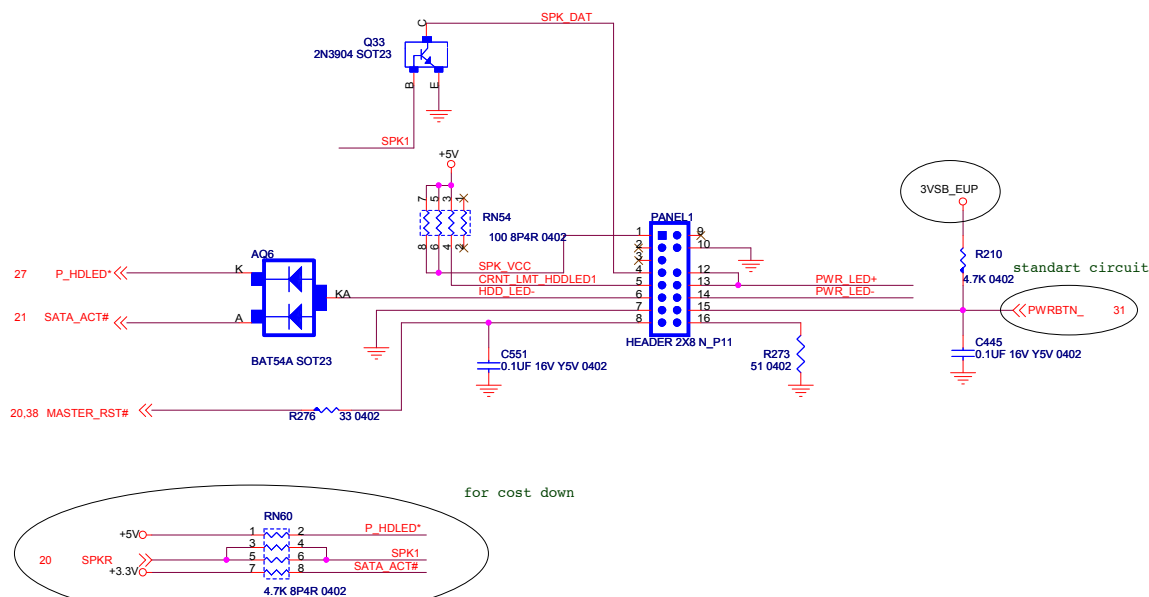 SPK_DAT
C
Q33
2N3904 SOT23
B
E
SPK1
+5V
7
5
3
1
RN54
100 8P4R 0402
8
6
4
2
SPK_VCC
CRNT_LMT_HDDLED1
HDD_LED-
PANEL1
1
2
3
4
5
6
7
8
9
10
12
13
14
15
16
HEADER 2X8 N_P11
PWR_LED+
PWR_LED-
3VSB_EUP
R210
4.7K 0402
standart circuit
PWRBTN_ 31
C445
0.1UF 16V Y5V 0402
R273
51 0402
C551
0.1UF 16V Y5V 0402
AQ6
27 P_HDLED*
K
KA
21 SATA_ACT#
A
BAT54A SOT23
20,38 MASTER_RST#
R276 33 0402
for cost down
RN60
+5V 1 2 P_HDLED*
3 4
20 SPKR 5 6 SPK1
+3.3V 7 8 SATA_ACT#
4.7K 8P4R 0402